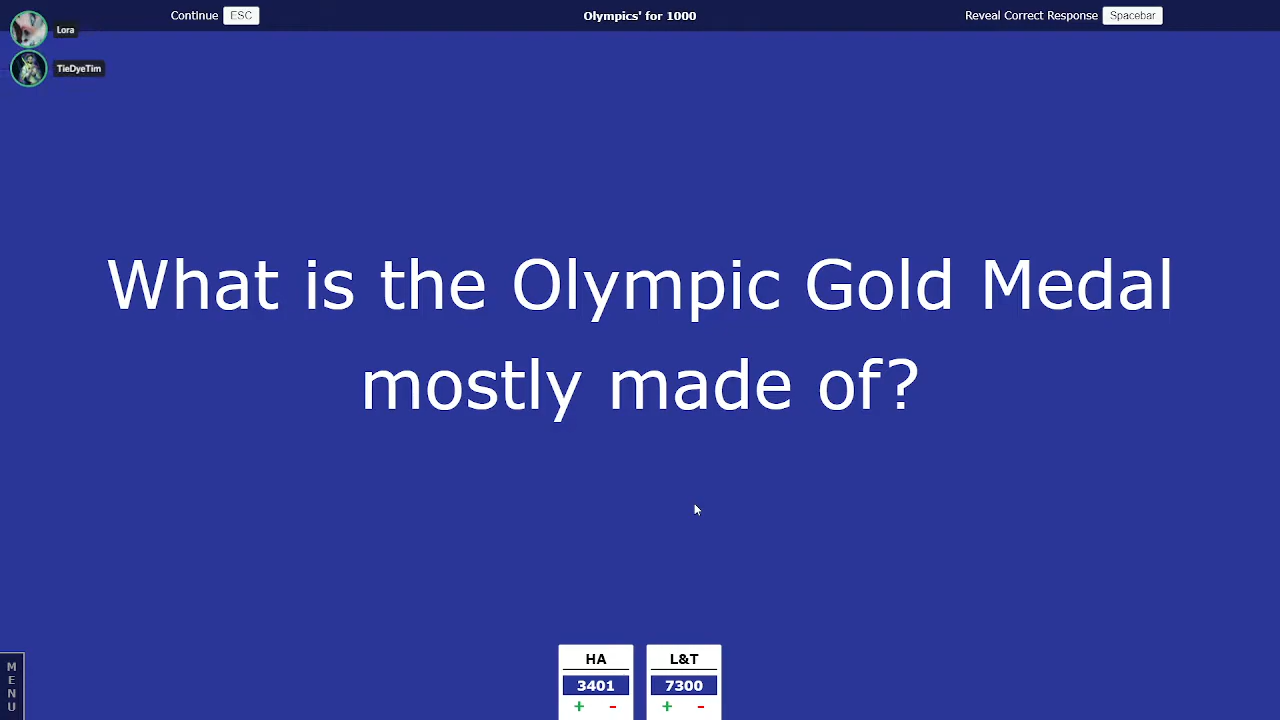 Continue ESC
Olympics' for 1000
Reveal Correct Response Spacebar
Lora
TieDyeTim
What is the Olympic Gold Medal
mostly made of?
MENU
HA
3401
+ -
L&T
7300
+ -